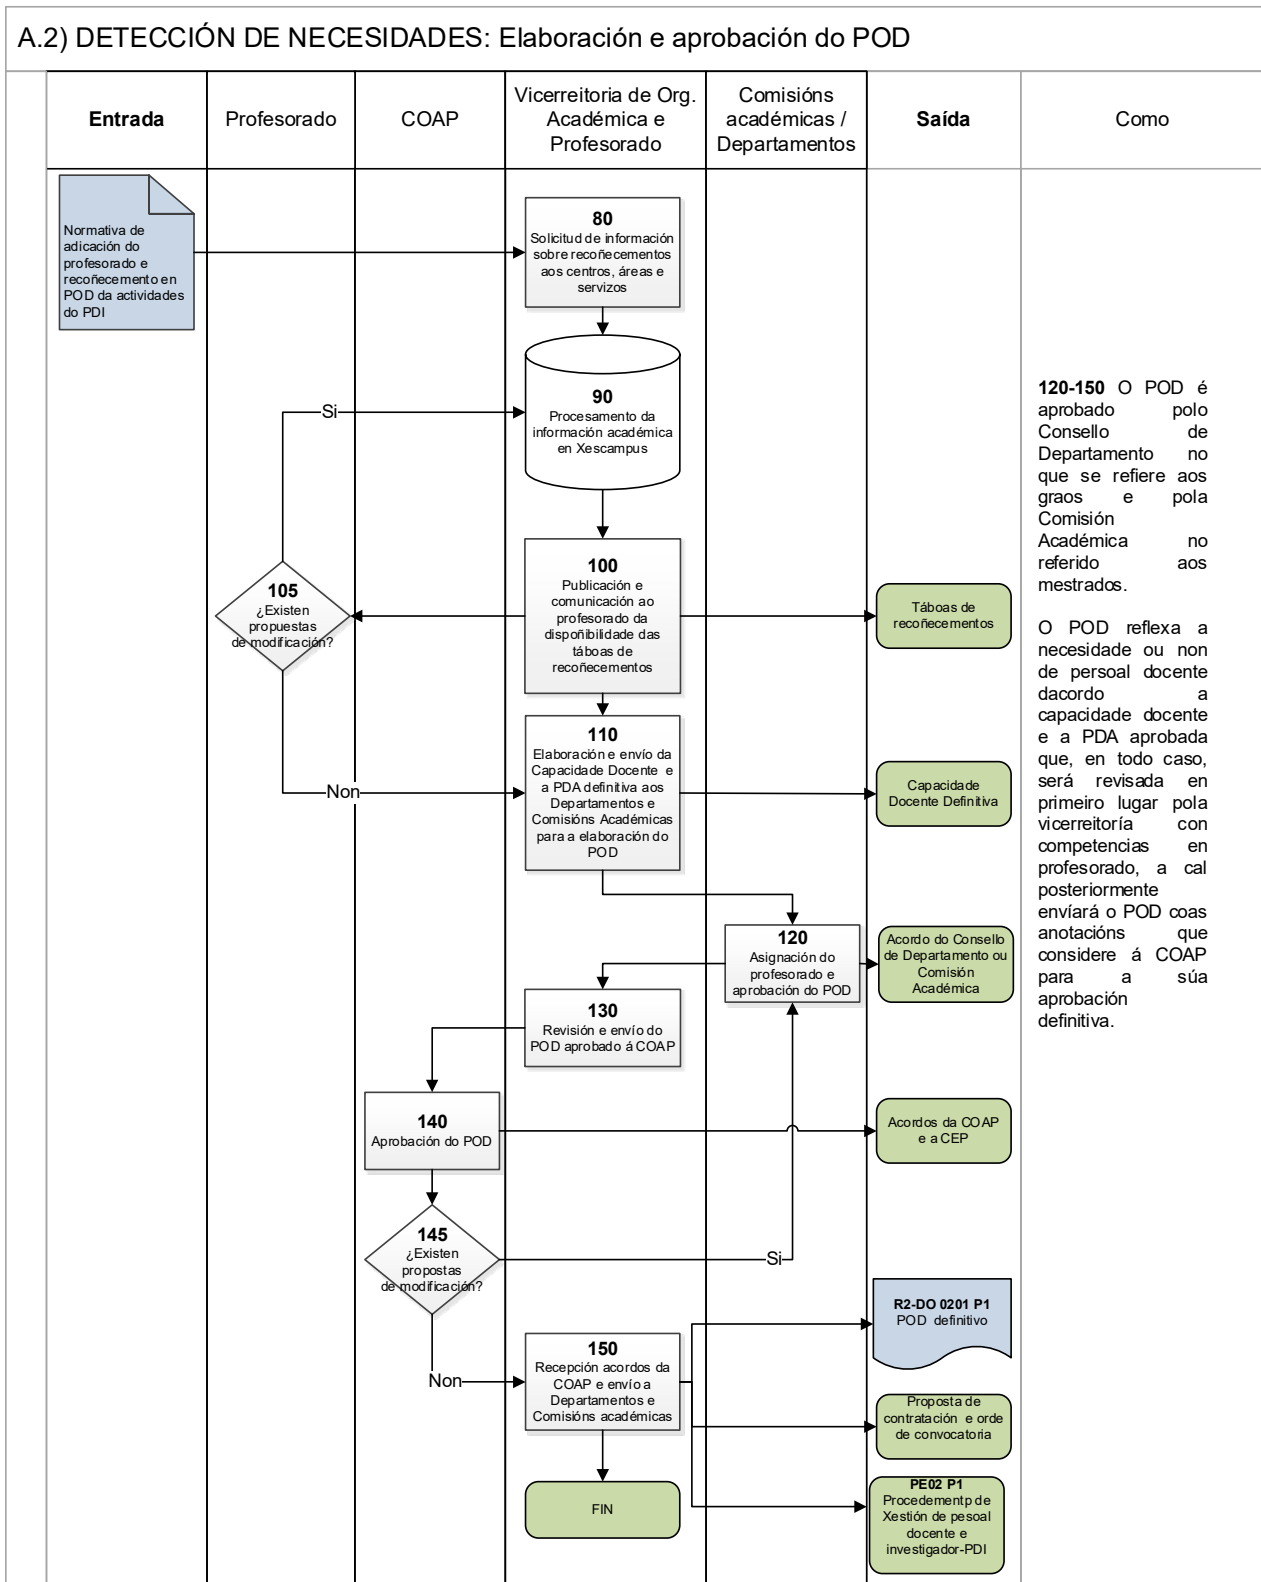 A.2) DETECCIÓN DE NECESIDADES: Elaboración e aprobación do POD
Entrada
Profesorado
COAP
Vicerreitoria de Org.
Académica e
Profesorado
Comisións
académicas /
Departamentos
Saída
Como
Normativa de
adicación do
profesorado e
recoñecemento en
POD da actividades
do PDI
80
Solicitud de información
sobre recoñecementos
aos centros, áreas e
servizos
90
Procesamento da
información académica
en Xescampus
Si
100
Publicación e
comunicación ao
profesorado da
dispoñibilidade das
táboas de
recoñecementos
105
¿Existen
propuestas
de modificación?
Táboas de
recoñecementos
110
Elaboración e envío da
Capacidade Docente e
a PDA definitiva aos
Departamentos e
Comisións Académicas
para a elaboración do
POD
Non
Capacidade
Docente Definitiva
120
Asignación do
profesorado e
aprobación do POD
Acordo do Consello
de Departamento ou
Comisión
Académica
130
Revisión e envío do
POD aprobado á COAP
140
Aprobación do POD
Acordos da COAP
e a CEP
145
¿Existen
propostas
de modificación?
Si
Non
150
Recepción acordos da
COAP e envío a
Departamentos e
Comisións académicas
R2-DO 0201 P1
POD definitivo
Proposta de
contratación e orde
de convocatoria
FIN
PE02 P1
Procedementp de
Xestión de pesoal
docente e
investigador-PDI
120-150 O POD é
aprobado polo
Consello de
Departamento no
que se refiere aos
graos e pola
Comisión
Académica no
referido aos
mestrados.
O POD reflexa a
necesidade ou non
de persoal docente
dacordo a
capacidade docente
e a PDA aprobada
que, en todo caso,
será revisada en
primeiro lugar pola
vicerreitoría con
competencias en
profesorado, a cal
posteriormente
envíará o POD coas
anotacións que
considere á COAP
para a súa
aprobación
definitiva.